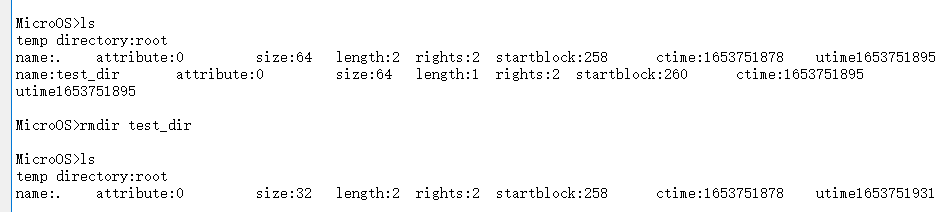 MicroOS>ls
temp directory:root
name:. attribute:0 size:64 length:2 rights:2 startblock:258 ctime:1653751878 utime1653751895
name:test_dir attribute:0 size:64 length:1 rights:2 startblock:260 ctime:1653751895
utime1653751895
MicroOS>rmdir test_dir
MicroOS>ls
temp directory:root
name:. attribute:0 size:32 length:2 rights:2 startblock:258 ctime:1653751878 utime1653751931